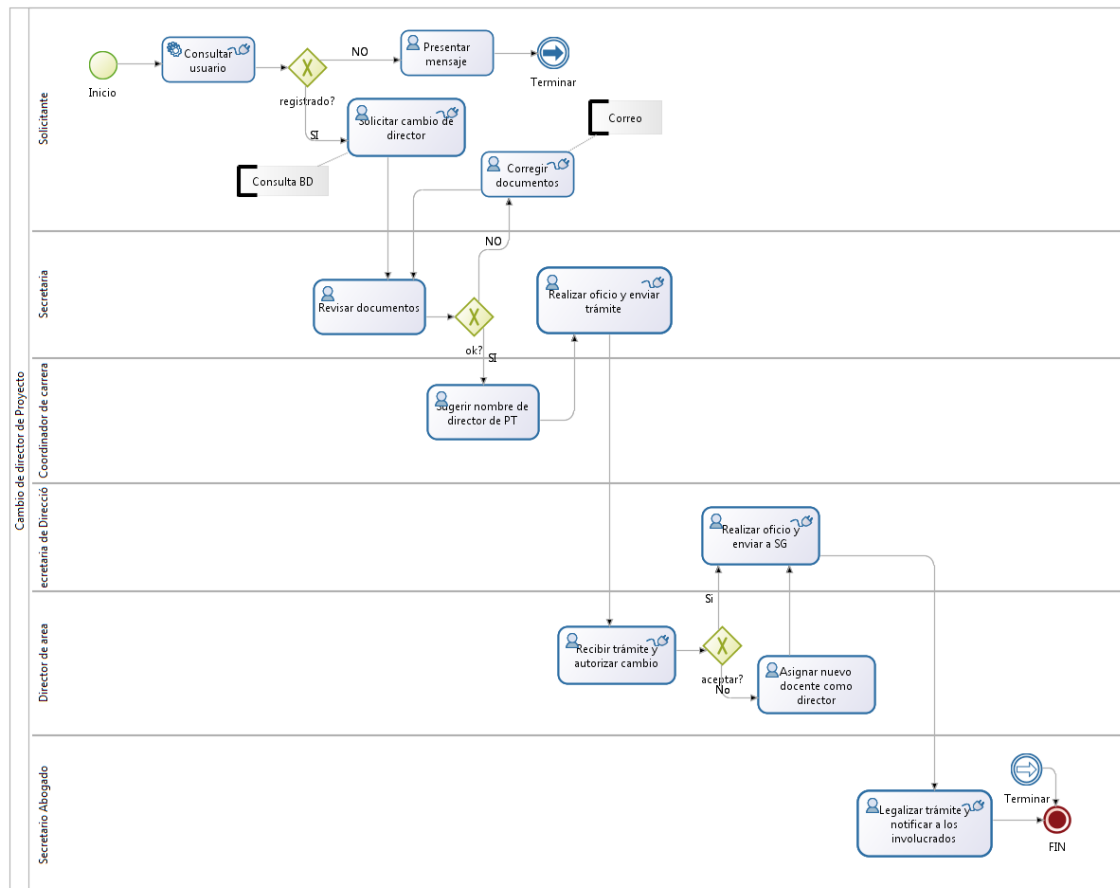 Cambio de director de Proyecto
Solicitante
Inicio
Consultar
usuario
registrado?
NO
Presentar
mensaje
Terminar
SI
Solicitar cambio de
director
Consulta BD
Correo
Corregir
documentos
Secretaria
Revisar documentos
ok?
NO
SI
Realizar oficio y enviar
trámite
Coordinador de carrera
Sugerir nombre de
director de PT
ecretaria de Direcció
Realizar oficio y
enviar a SG
Director de area
Recibir trámite y
autorizar cambio
aceptar?
Si
No
Asignar nuevo
docente como
director
Secretario Abogado
Legalizar trámite y
notificar a los
involucrados
Terminar
FIN